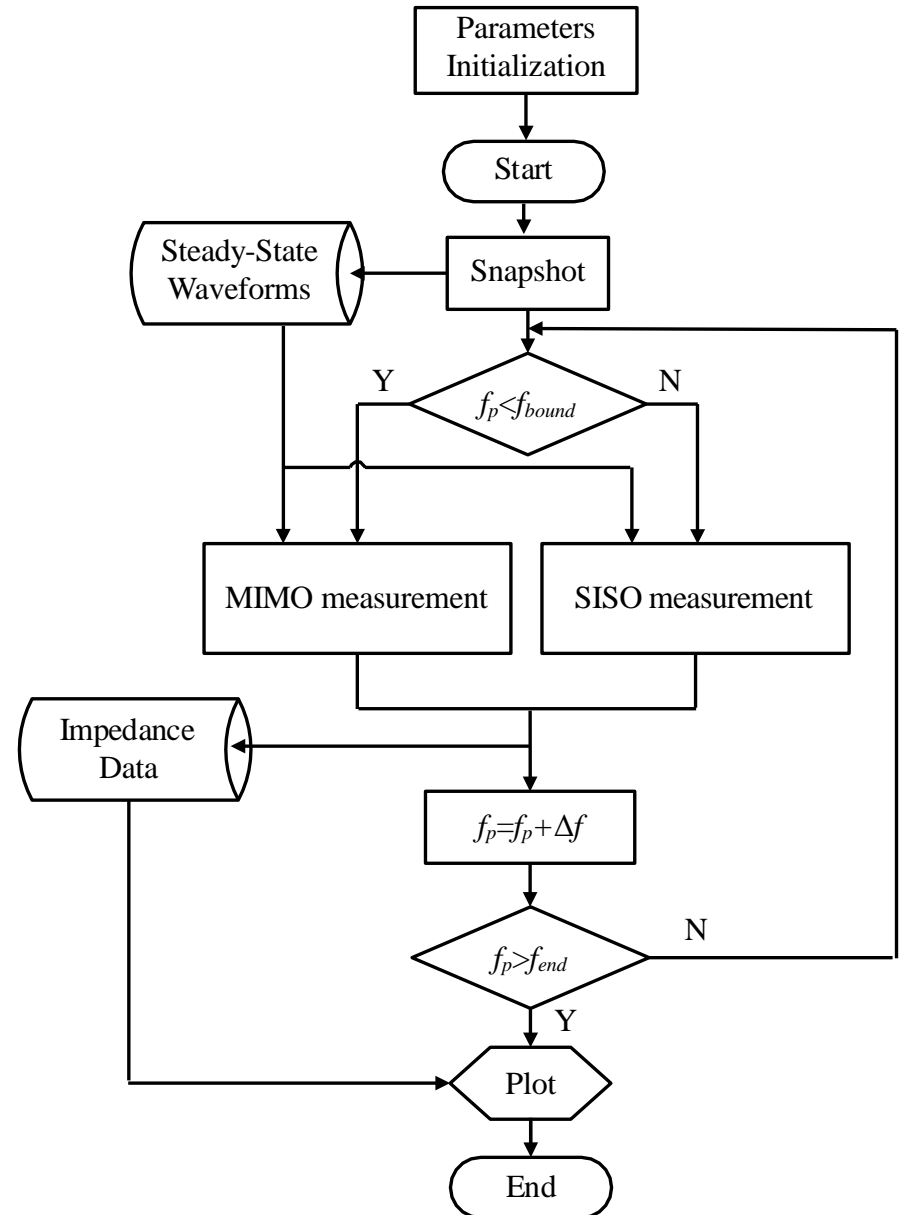 Parameters
Initialization
Start
Steady-State
Waveforms
Snapshot
Y
N
fp<fbound
MIMO measurement
SISO measurement
Impedance
Data
fp=fp+Δf
fp>fend
N
Y
Plot
End